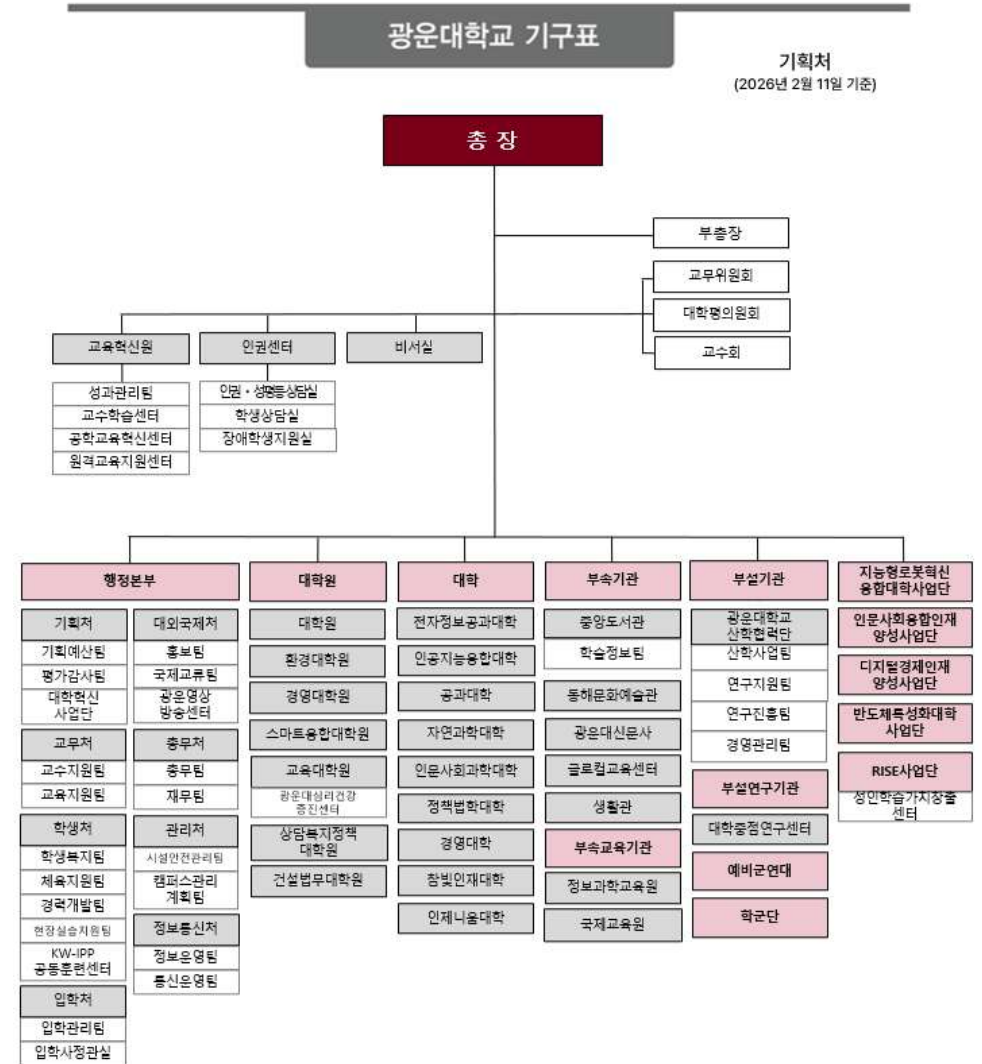 광운대학교 기구표
기획처
(2026년 2월 11일 기준)
총 장
부총장
교무위원회
대학평의원회
교수회
교육혁신원
인권센터
비서실
성과관리팀
교수학습센터
공학교육혁신센터
원격교육지원센터
인권・성평등상담실
학생상담실
장애학생지원실
행정본부
기획처
기획예산팀
평가감사팀
대학혁신
사업단
교무처
교수지원팀
교육지원팀
학생처
학생복지팀
체육지원팀
경력개발팀
현장실습지원팀
KW-IPP
공동훈련센터
입학처
입학관리팀
입학사정관실
대외국제처
홍보팀
국제교류팀
광운영상
방송센터
총무처
총무팀
재무팀
관리처
시설안전관리팀
캠퍼스관리
계획팀
정보통신처
정보운영팀
통신운영팀
대학원
대학원
환경대학원
경영대학원
스마트융합대학원
교육대학원
광운대심리건강
증진센터
상담복지정책
대학원
건설법무대학원
대학
전자정보공과대학
인공지능융합대학
공과대학
자연과학대학
인문사회과학대학
정책법학대학
경영대학
참빛인재대학
인제니움대학
부속기관
중앙도서관
학술정보팀
동해문화예술관
광운대신문사
글로컬교육센터
생활관
부속교육기관
정보과학교육원
국제교육원
부설기관
광운대학교
산학협력단
산학사업팀
연구지원팀
연구진흥팀
경영관리팀
부설연구기관
대학중점연구센터
예비군연대
학군단
지능형로봇혁신
융합대학사업단
인문사회융합인재
양성사업단
디지털경제인재
양성사업단
반도체특성화대학
사업단
RISE사업단
성인학습가치창출
센터